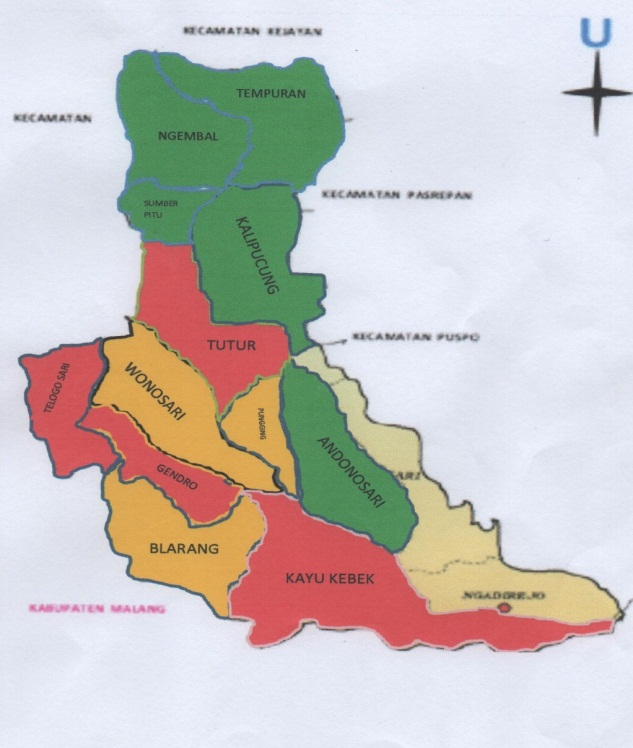 KECAMATAN KEJAYAN
U
TEMPURAN
KECAMATAN
NGEMBAL
KECAMATAN PASREPAN
SUMBER
PITU
KALIPUCUNG
KECAMATAN PUSPO
TUTUR
TELOGO SARI
WONOSARI
PUNGGING
ANDONOSARI
GENDRO
BLARANG
KAYU KEBEK
NGADIREJO
KABUPATEN MALANG